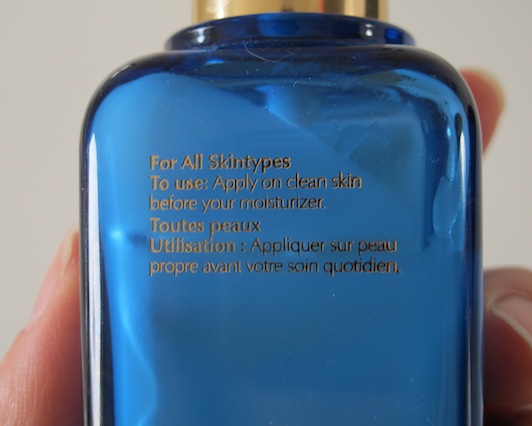 For All Skintypes
To use: Apply on clean skin
before your moisturizer.
Toutes peaux
Utilisation : Appliquer sur peau
propre avant votre soin quotidien.